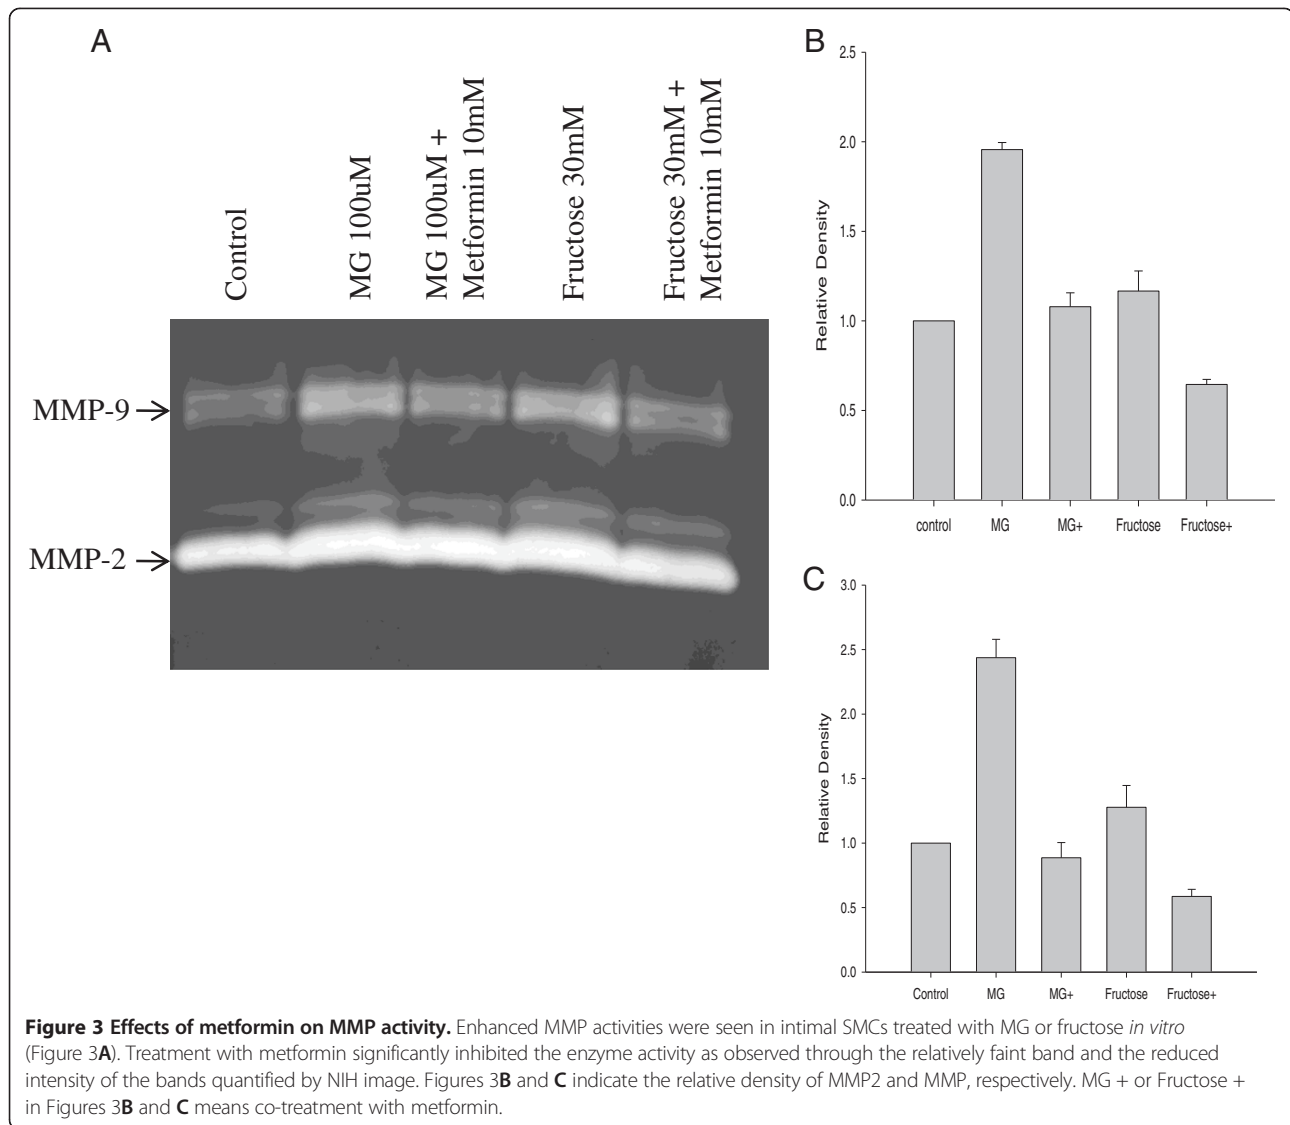 A
Control
MG 100uM
MG 100uM +
Metformin 10mM
Fructose 30mM
Fructose 30mM +
Metformin 10mM
MMP-9
MMP-2
B
2.5
2.0
1.5
1.0
0.5
0.0
Relative Density
control MG MG+ Fructose Fructose+
C
3.0
2.5
2.0
1.5
1.0
0.5
0.0
Relative Density
Control MG MG+ Fructose Fructose+
Figure 3 Effects of metformin on MMP activity. Enhanced MMP activities were seen in intimal SMCs treated with MG or fructose in vitro
(Figure 3A). Treatment with metformin significantly inhibited the enzyme activity as observed through the relatively faint band and the reduced
intensity of the bands quantified by NIH image. Figures 3B and C indicate the relative density of MMP2 and MMP, respectively. MG + or Fructose +
in Figures 3B and C means co-treatment with metformin.